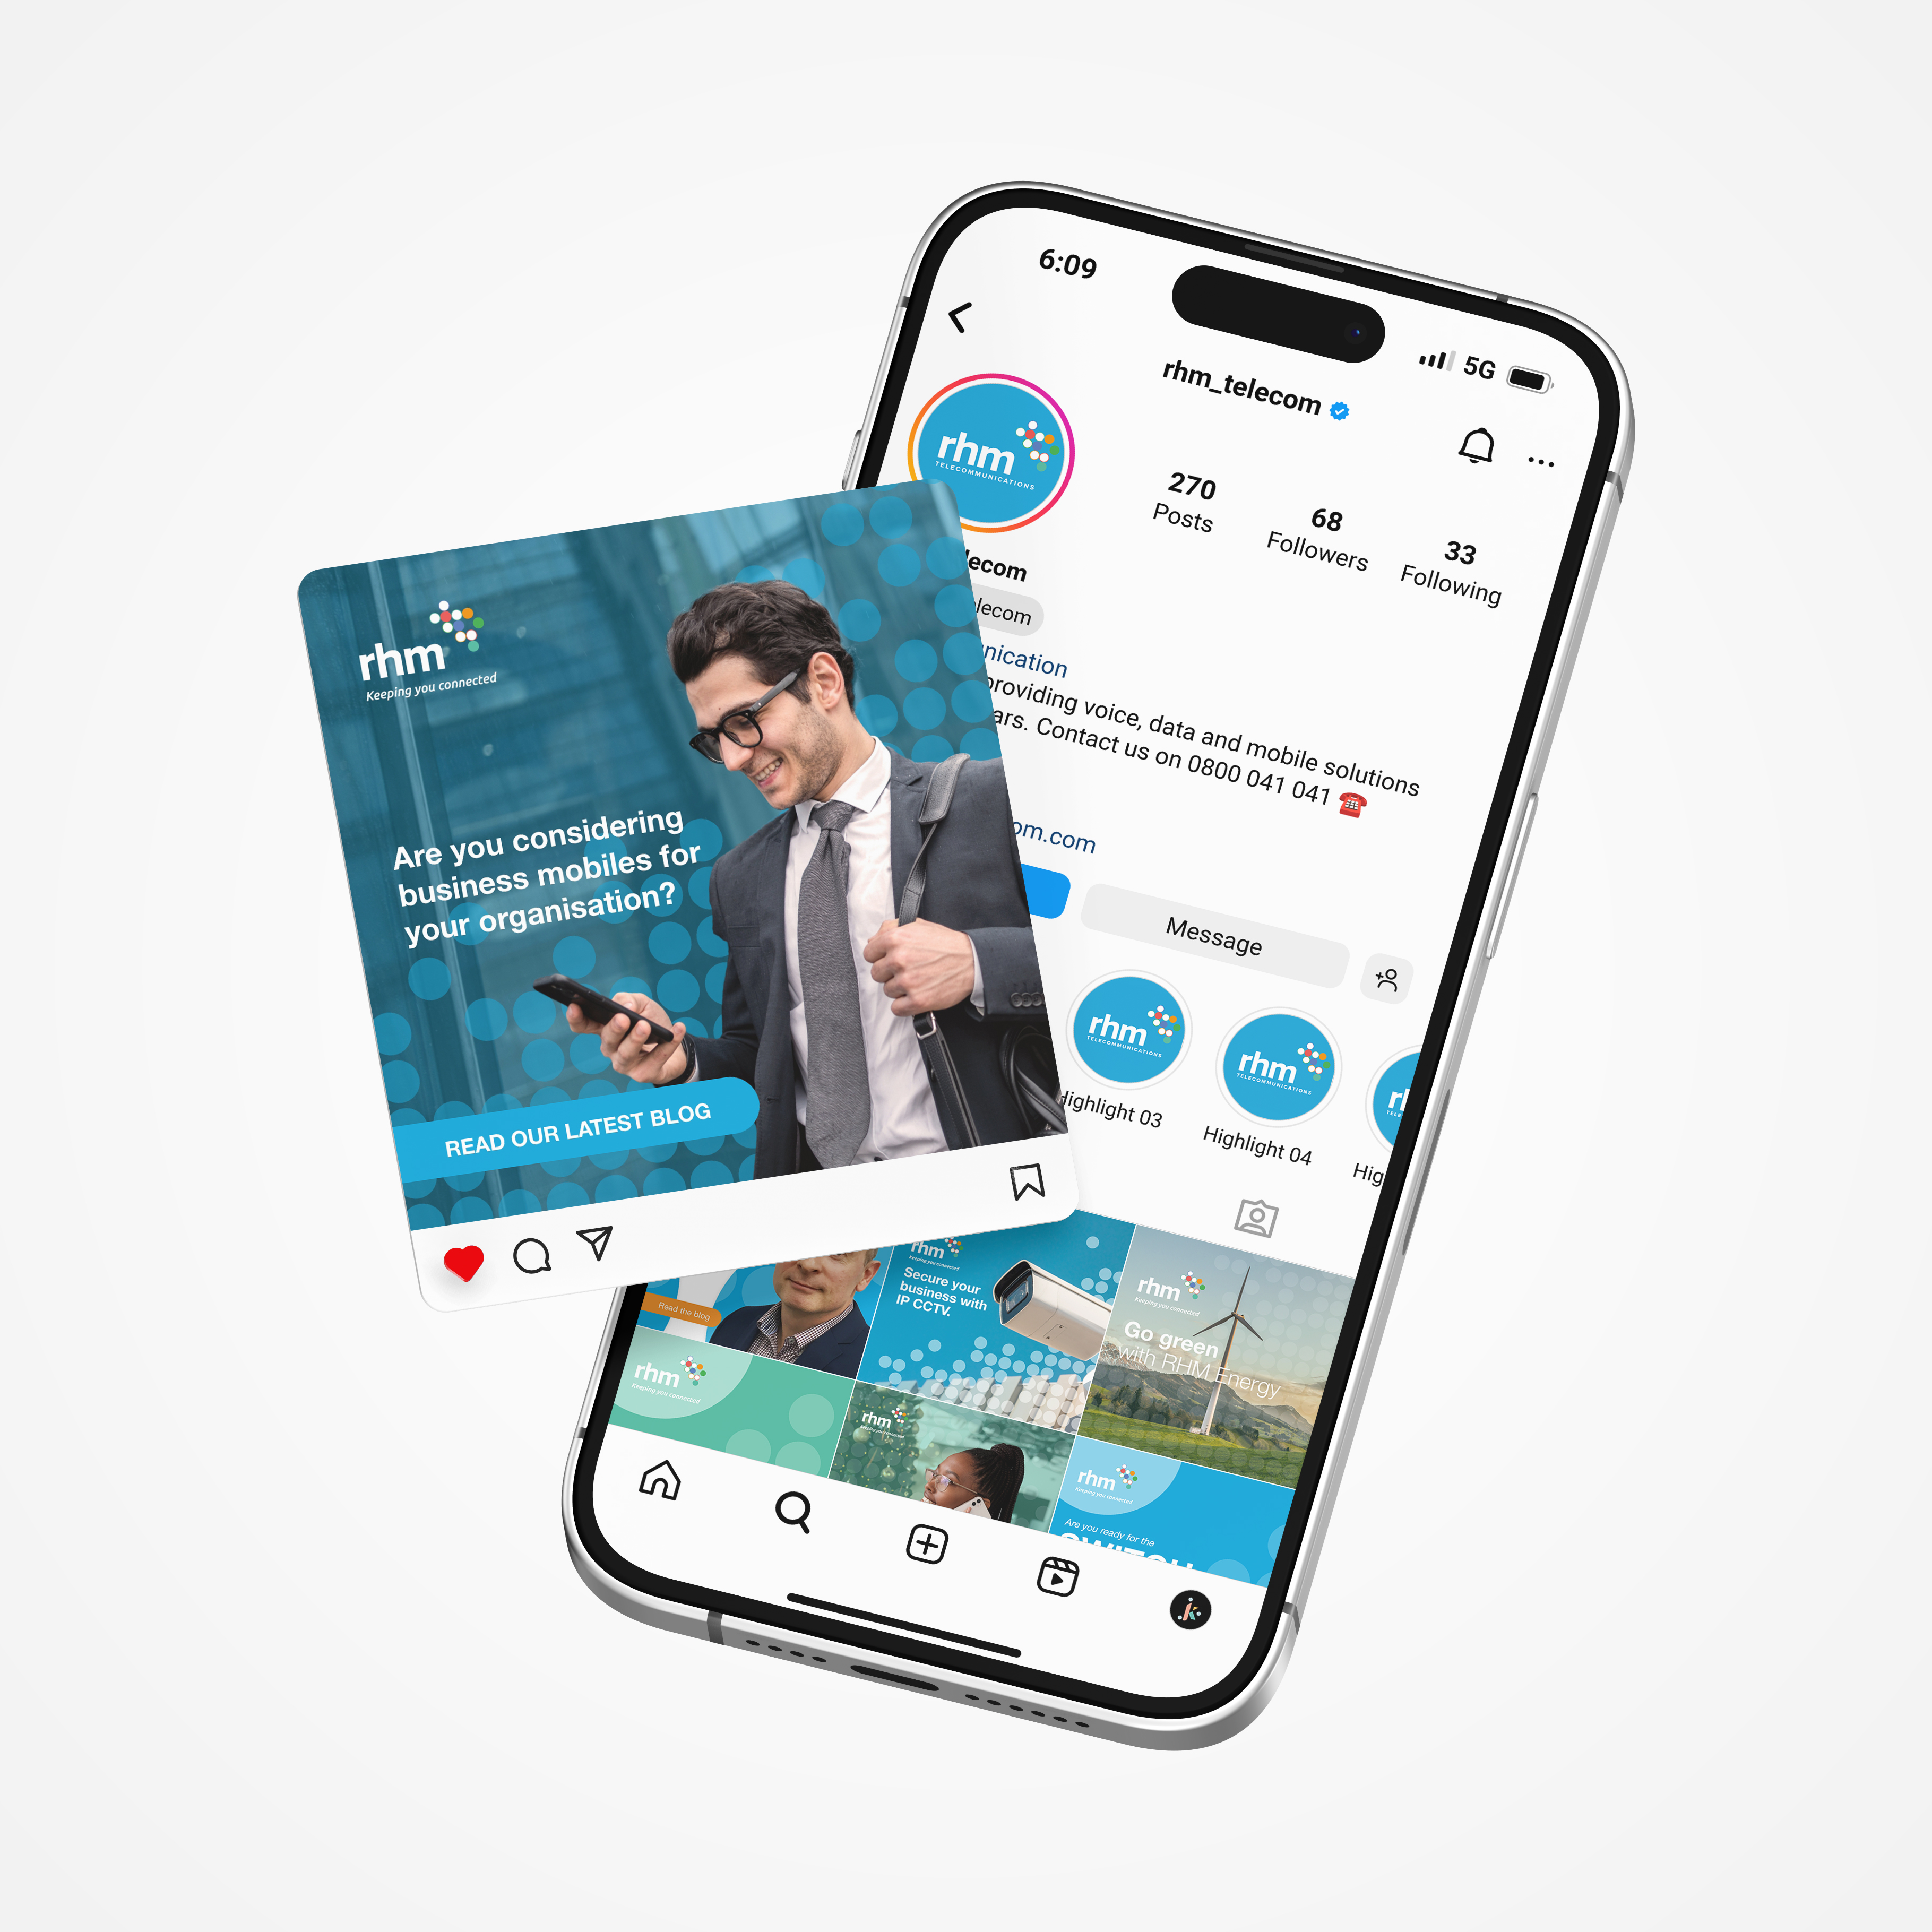 6:09
5G
rhm_telecom
rhm
TELECOMMUNICATIONS
270
Posts
68
Followers
33
Following
lecom
elecom
nication
providing voice, data and mobile solutions
ars. Contact us on 0800 041 041
om.com
Message
rhm
TELECOMMUNICATIONS
Highlight 03
rhm
TELECOMMUNICATIONS
Highlight 04
rh
TELE
Hig
rhm
Keeping you connected
Are you considering
business mobiles for
your organisation?
READ OUR LATEST BLOG
Read the blog
rhm
Keeping you connected
Secure your
business with
IP CCTV.
rhm
Keeping you connected
Go green
with RHM Energy
rhm
Keeping you connected
rhm
Keeping you connected
rhm
Keeping you connected
Are you ready for the
SWITCH
k